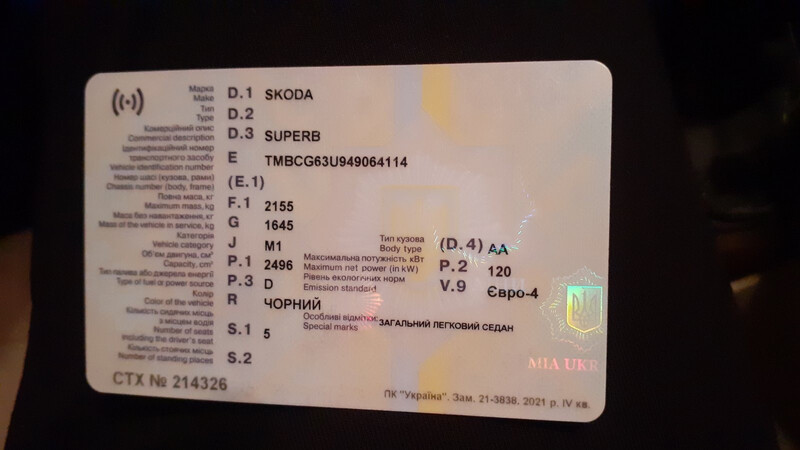 Марка D.1 SKODA
Make
Тип D.2
Type
Комерційний опис D.3 SUPERB
Commercial description
Ідентифікаційний номер
транспортного засобу E TMBCG63U949064114
Vehicle identification number
Номер шасі (кузова, рами) (E.1)
Chassis number (body, frame)
Повна маса, кг F.1 2155
Maximum mass, kg
Маса без навантаження, кг G 1645
Mass of the vehicle in service, kg
Категорія J M1
Vehicle category
Тип кузова (D.4) AA
Body type
Об'єм двигуна, см³ P.1 2496
Capacity, cm³
Максимальна потужність кВт P.2 120
Maximum net power (in kW)
Тип палива або джерела енергії P.3 D
Type of fuel or power source
Рівень екологічних норм V.9 Євро-4
Emission standard
Колір R ЧОРНИЙ
Color of the vehicle
Особливі відмітки ЗАГАЛЬНИЙ ЛЕГКОВИЙ СЕДАН
Special marks
Кількість сидячих місць
з місцем водія S.1 5
Number of seats
including the driver's seat
Кількість стоячих місць S.2
Number of standing places
MIA UKR
СТХ № 214326
ПК "Україна". Зам. 21-3838. 2021 р. IV кв.